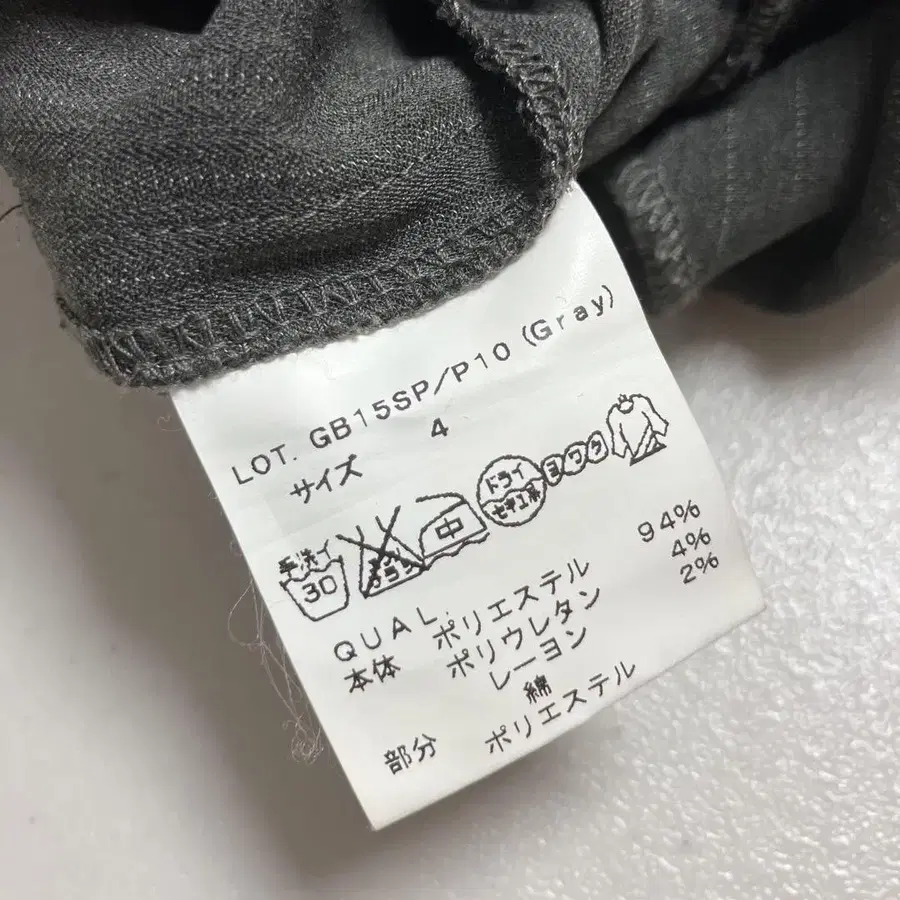 LOT. GB15SP/P10 (Gray)
サイズ 4
手洗イ 30 中 ドライ セキユ系 ヨワク
QUAL.
本体 ポリエステル 94%
ポリウレタン 4%
レーヨン 2%
綿
部分 ポリエステル